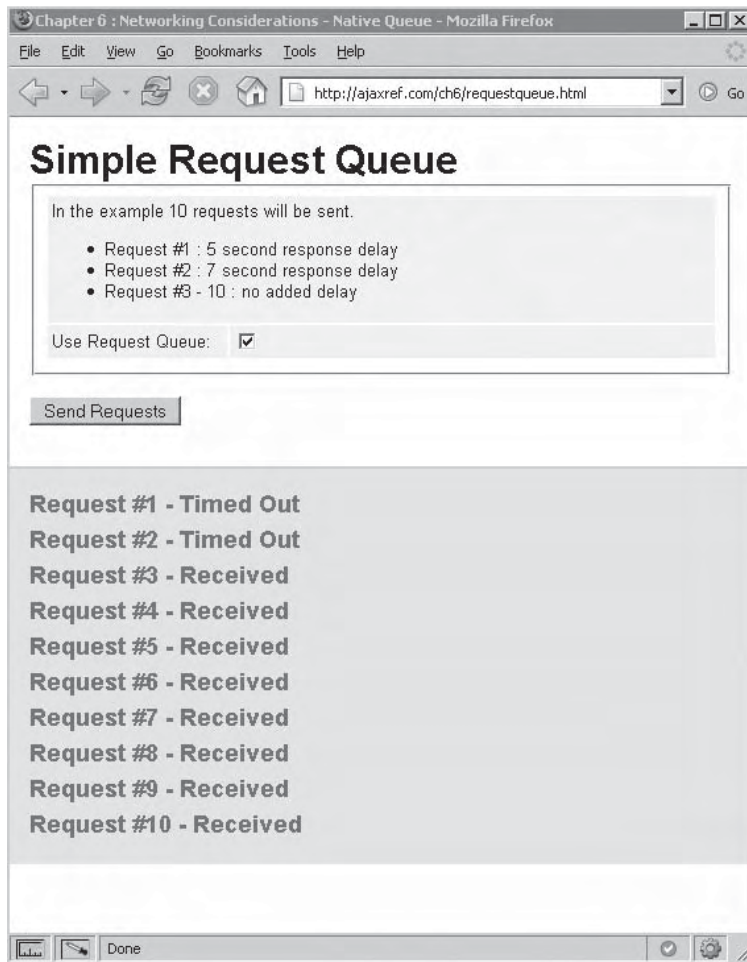 Chapter 6 : Networking Considerations - Native Queue - Mozilla Firefox
File Edit View Go Bookmarks Tools Help
http://ajaxref.com/ch6/requestqueue.html Go
Simple Request Queue
In the example 10 requests will be sent.
• Request #1 : 5 second response delay
• Request #2 : 7 second response delay
• Request #3 - 10 : no added delay
Use Request Queue:
Send Requests
Request #1 - Timed Out
Request #2 - Timed Out
Request #3 - Received
Request #4 - Received
Request #5 - Received
Request #6 - Received
Request #7 - Received
Request #8 - Received
Request #9 - Received
Request #10 - Received
Done